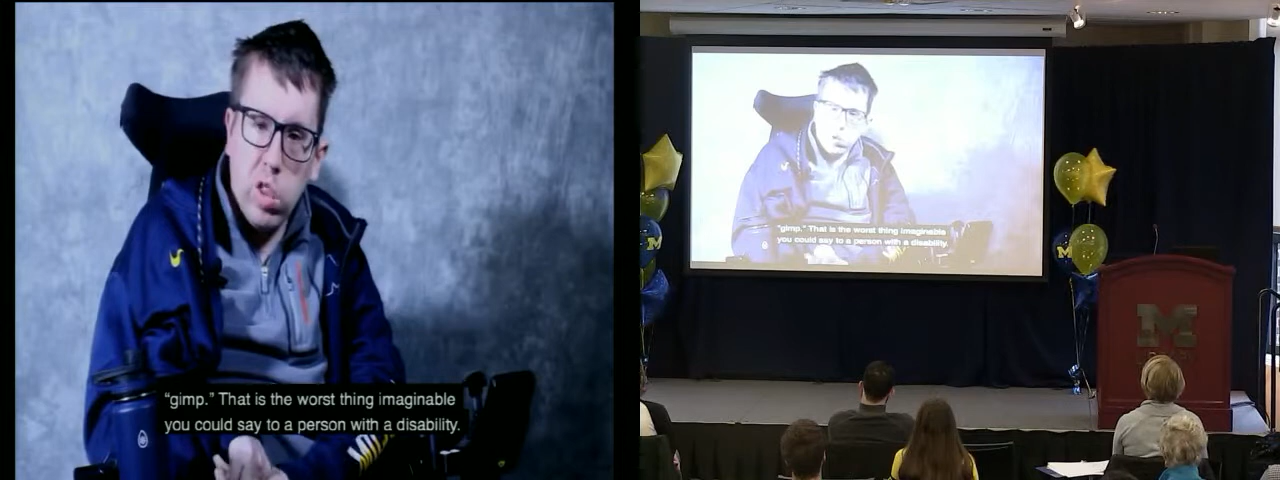 “gimp.” That is the worst thing imaginable
you could say to a person with a disability.
"gimp." That is the worst thing imaginable
you could say to a person with a disability.
M
M
M